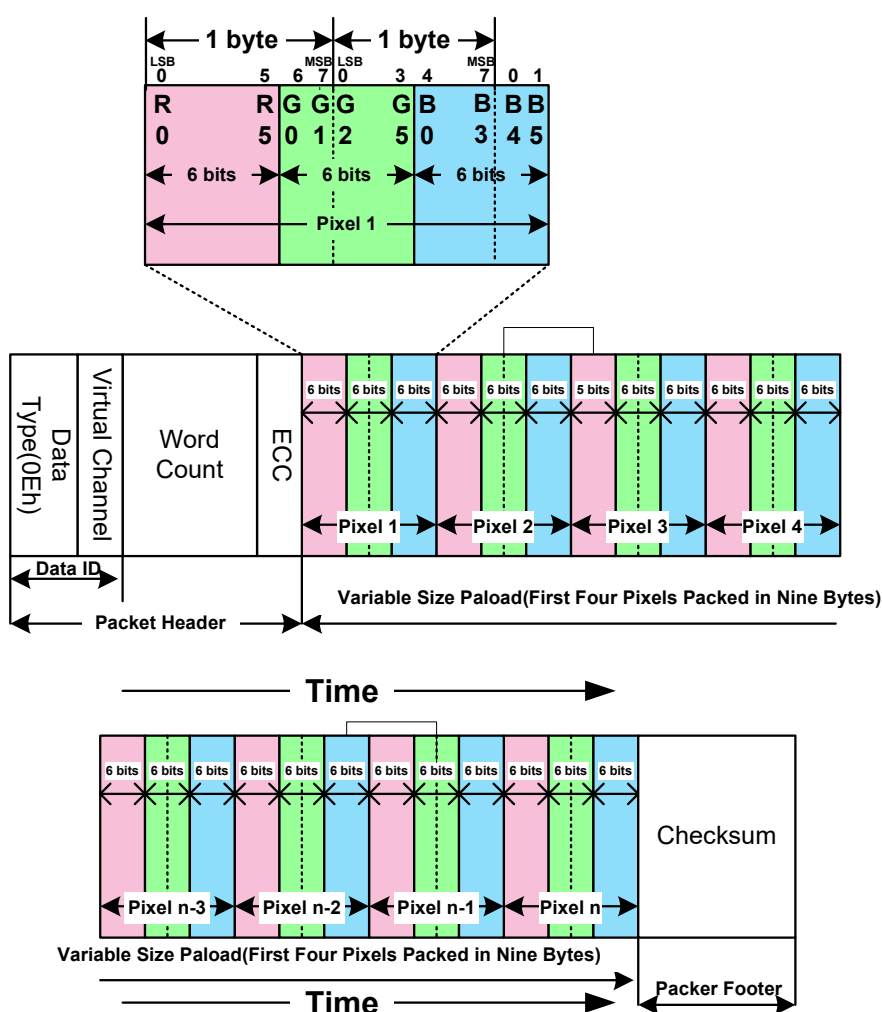 1 byte 1 byte
LSB MSB LSB MSB
0 5 6 7 0 3 4 7 0 1
R R G G G G B B B B
0 5 0 1 2 5 0 3 4 5
6 bits 6 bits 6 bits
Pixel 1
Data Type(0Eh)
Virtual Channel
Word Count
ECC
6 bits 6 bits 6 bits 6 bits 6 bits 6 bits 5 bits 6 bits 6 bits 6 bits 6 bits 6 bits
Pixel 1 Pixel 2 Pixel 3 Pixel 4
Data ID
Variable Size Paload(First Four Pixels Packed in Nine Bytes)
Packet Header
Time
6 bits 6 bits 6 bits 6 bits 6 bits 6 bits 6 bits 6 bits 6 bits 6 bits 6 bits 6 bits
Checksum
Pixel n-3 Pixel n-2 Pixel n-1 Pixel n
Variable Size Paload(First Four Pixels Packed in Nine Bytes)
Packer Footer
Time